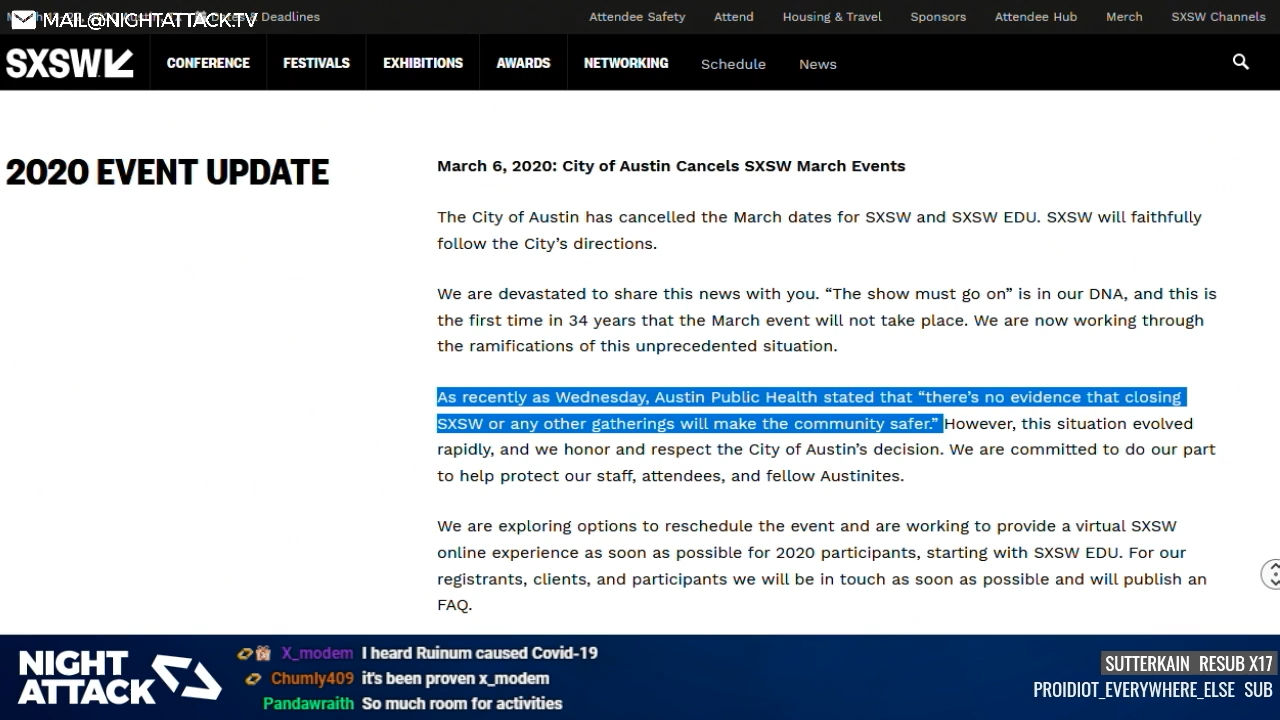 MAIL@NIGHTATTACK.TV
Deadlines
Attendee Safety Attend Housing & Travel Sponsors Attendee Hub Merch SXSW Channels
SXSW CONFERENCE FESTIVALS EXHIBITIONS AWARDS NETWORKING Schedule News
2020 EVENT UPDATE
March 6, 2020: City of Austin Cancels SXSW March Events
The City of Austin has cancelled the March dates for SXSW and SXSW EDU. SXSW will faithfully
follow the City’s directions.
We are devastated to share this news with you. “The show must go on” is in our DNA, and this is
the first time in 34 years that the March event will not take place. We are now working through
the ramifications of this unprecedented situation.
As recently as Wednesday, Austin Public Health stated that “there’s no evidence that closing
SXSW or any other gatherings will make the community safer.” However, this situation evolved
rapidly, and we honor and respect the City of Austin’s decision. We are committed to do our part
to help protect our staff, attendees, and fellow Austinites.
We are exploring options to reschedule the event and are working to provide a virtual SXSW
online experience as soon as possible for 2020 participants, starting with SXSW EDU. For our
registrants, clients, and participants we will be in touch as soon as possible and will publish an
FAQ.
NIGHT
ATTACK
X_modem I heard Ruinum caused Covid-19
Chumly409 it's been proven x_modem
Pandawraith So much room for activities
SUTTERKAIN RESUB X17
PROIDIOT_EVERYWHERE_ELSE SUB